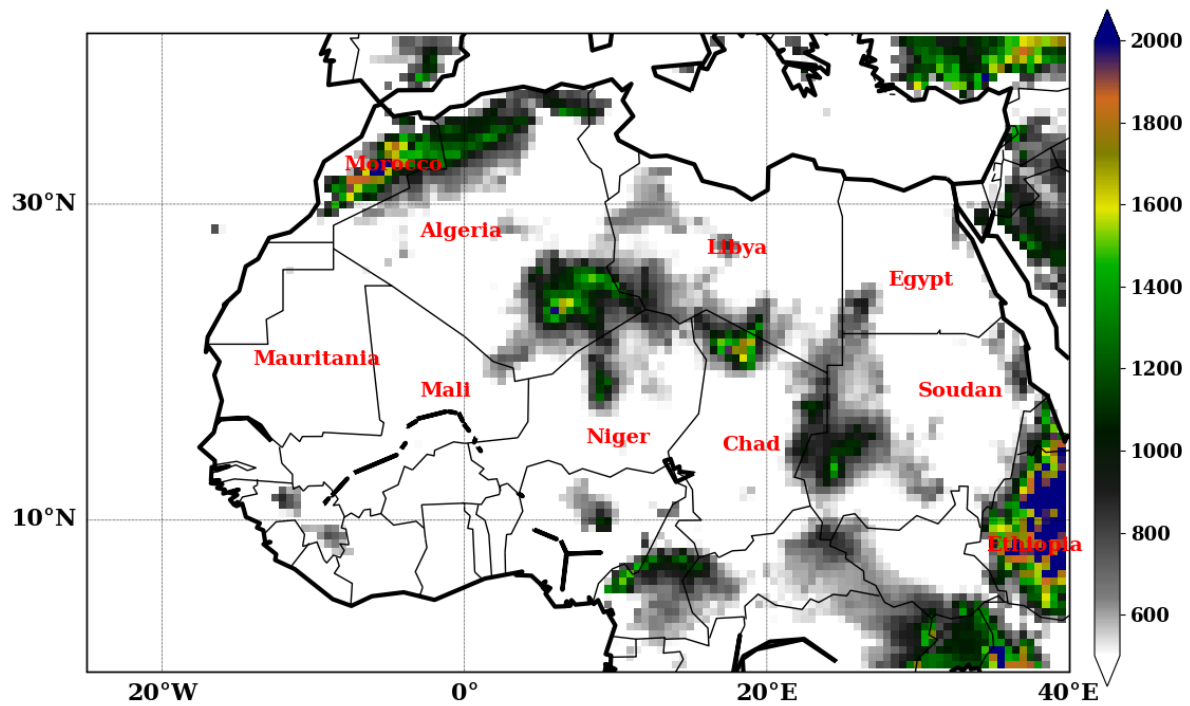 2000
1800
Morocco
1600
30°N
Algeria
Libya
Egypt
1400
Mauritania
1200
Mali
Soudan
Niger
Chad
1000
10°N
800
Ethiopia
600
20°W
0°
20°E
40°E